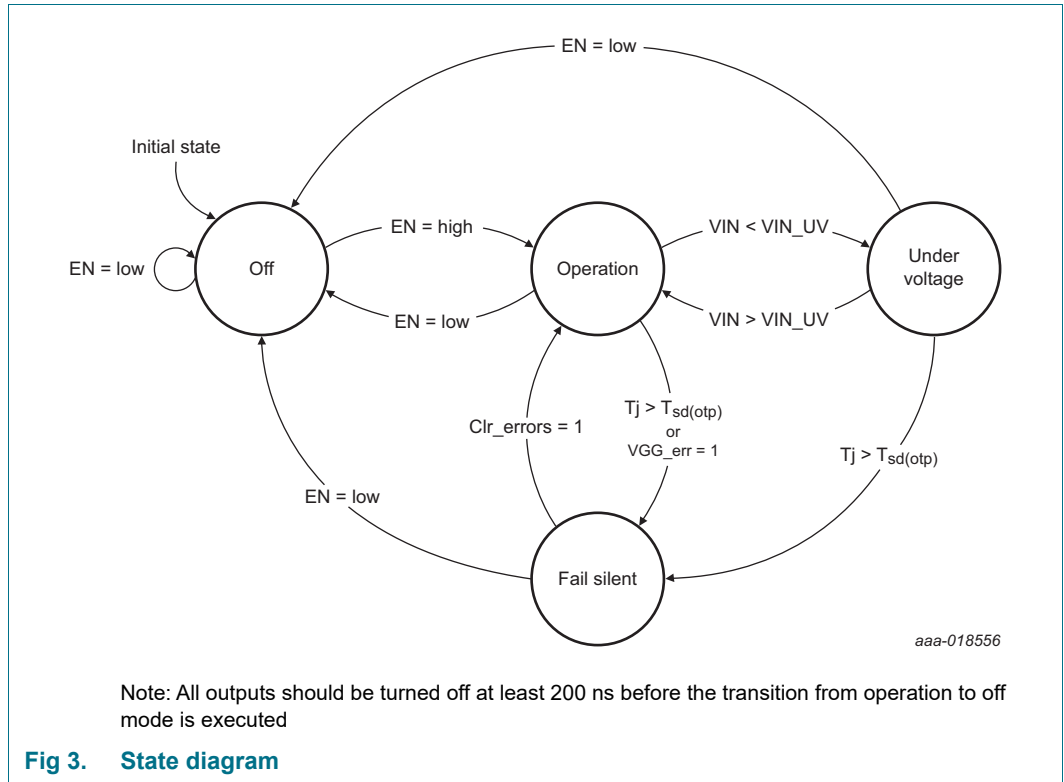 EN = low
Initial state
EN = high
VIN < VIN_UV
EN = low
Off
Operation
Under
voltage
EN = low
VIN > VIN_UV
Clr_errors = 1
Tj > Tsd(otp)
or
VGG_err = 1
Tj > Tsd(otp)
EN = low
Fail silent
aaa-018556
Note: All outputs should be turned off at least 200 ns before the transition from operation to off
mode is executed
Fig 3. State diagram